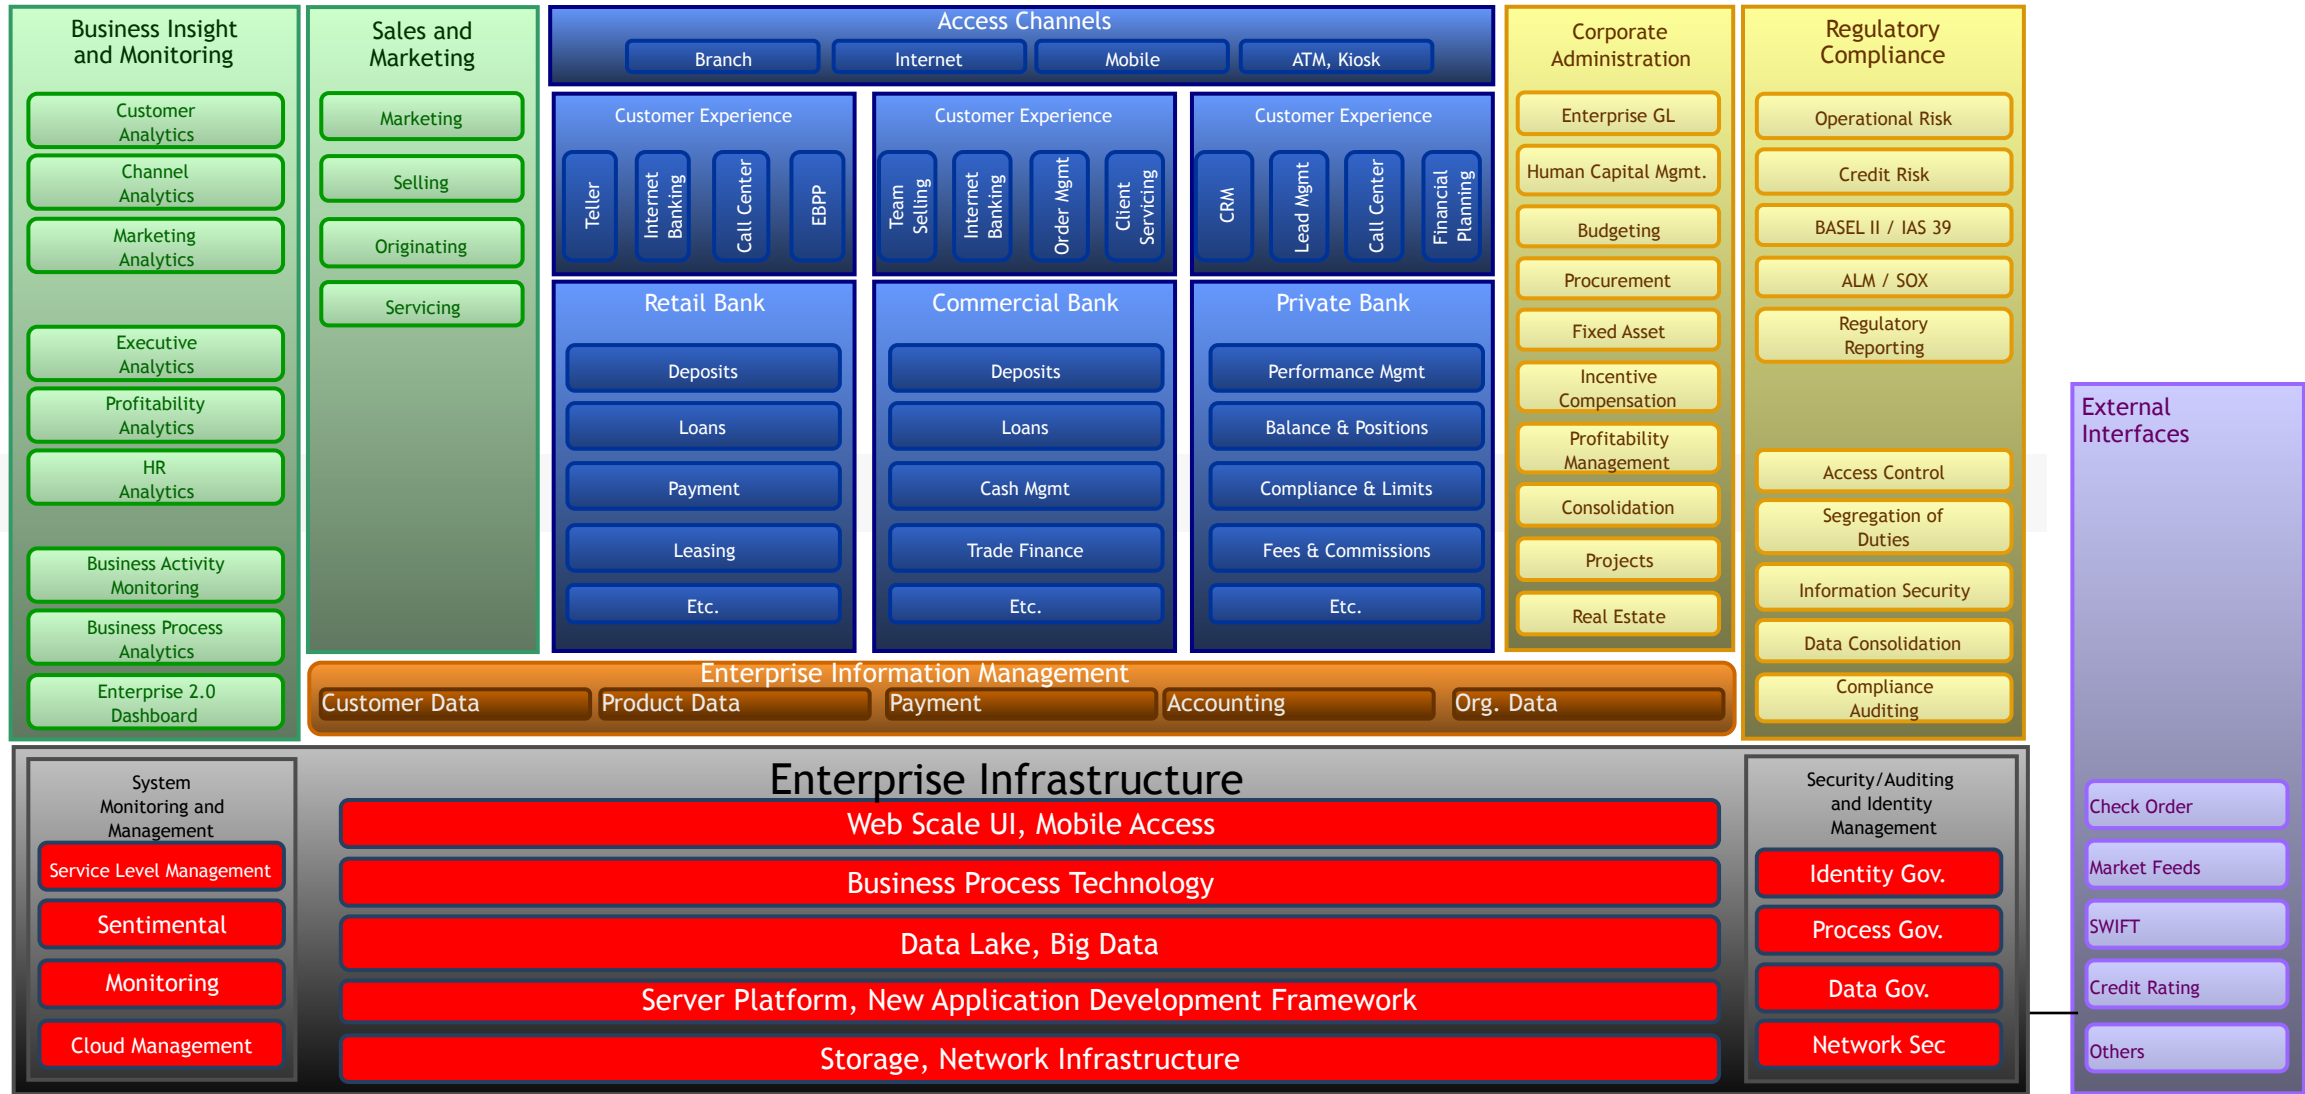 Business Insight
and Monitoring
Customer
Analytics
Channel
Analytics
Marketing
Analytics
Executive
Analytics
Profitability
Analytics
HR
Analytics
Business Activity
Monitoring
Business Process
Analytics
Enterprise 2.0
Dashboard
Sales and
Marketing
Marketing
Selling
Originating
Servicing
Access Channels
Branch
Internet
Mobile
ATM, Kiosk
Customer Experience
Teller
Internet
Banking
Call Center
EBPP
Customer Experience
Team
Selling
Internet
Banking
Order Mgmt
Client
Servicing
Customer Experience
CRM
Lead Mgmt
Call Center
Financial
Planning
Retail Bank
Deposits
Loans
Payment
Leasing
Etc.
Commercial Bank
Deposits
Loans
Cash Mgmt
Trade Finance
Etc.
Private Bank
Performance Mgmt
Balance & Positions
Compliance & Limits
Fees & Commissions
Etc.
Corporate
Administration
Enterprise GL
Human Capital Mgmt.
Budgeting
Procurement
Fixed Asset
Incentive
Compensation
Profitability
Management
Consolidation
Projects
Real Estate
Regulatory
Compliance
Operational Risk
Credit Risk
BASEL II / IAS 39
ALM / SOX
Regulatory
Reporting
Access Control
Segregation of
Duties
Information Security
Data Consolidation
Compliance
Auditing
Enterprise Information Management
Customer Data
Product Data
Payment
Accounting
Org. Data
Enterprise Infrastructure
System
Monitoring and
Management
Service Level Management
Sentimental
Monitoring
Cloud Management
Web Scale UI, Mobile Access
Business Process Technology
Data Lake, Big Data
Server Platform, New Application Development Framework
Storage, Network Infrastructure
Security/Auditing
and Identity
Management
Identity Gov.
Process Gov.
Data Gov.
Network Sec
External
Interfaces
Check Order
Market Feeds
SWIFT
Credit Rating
Others